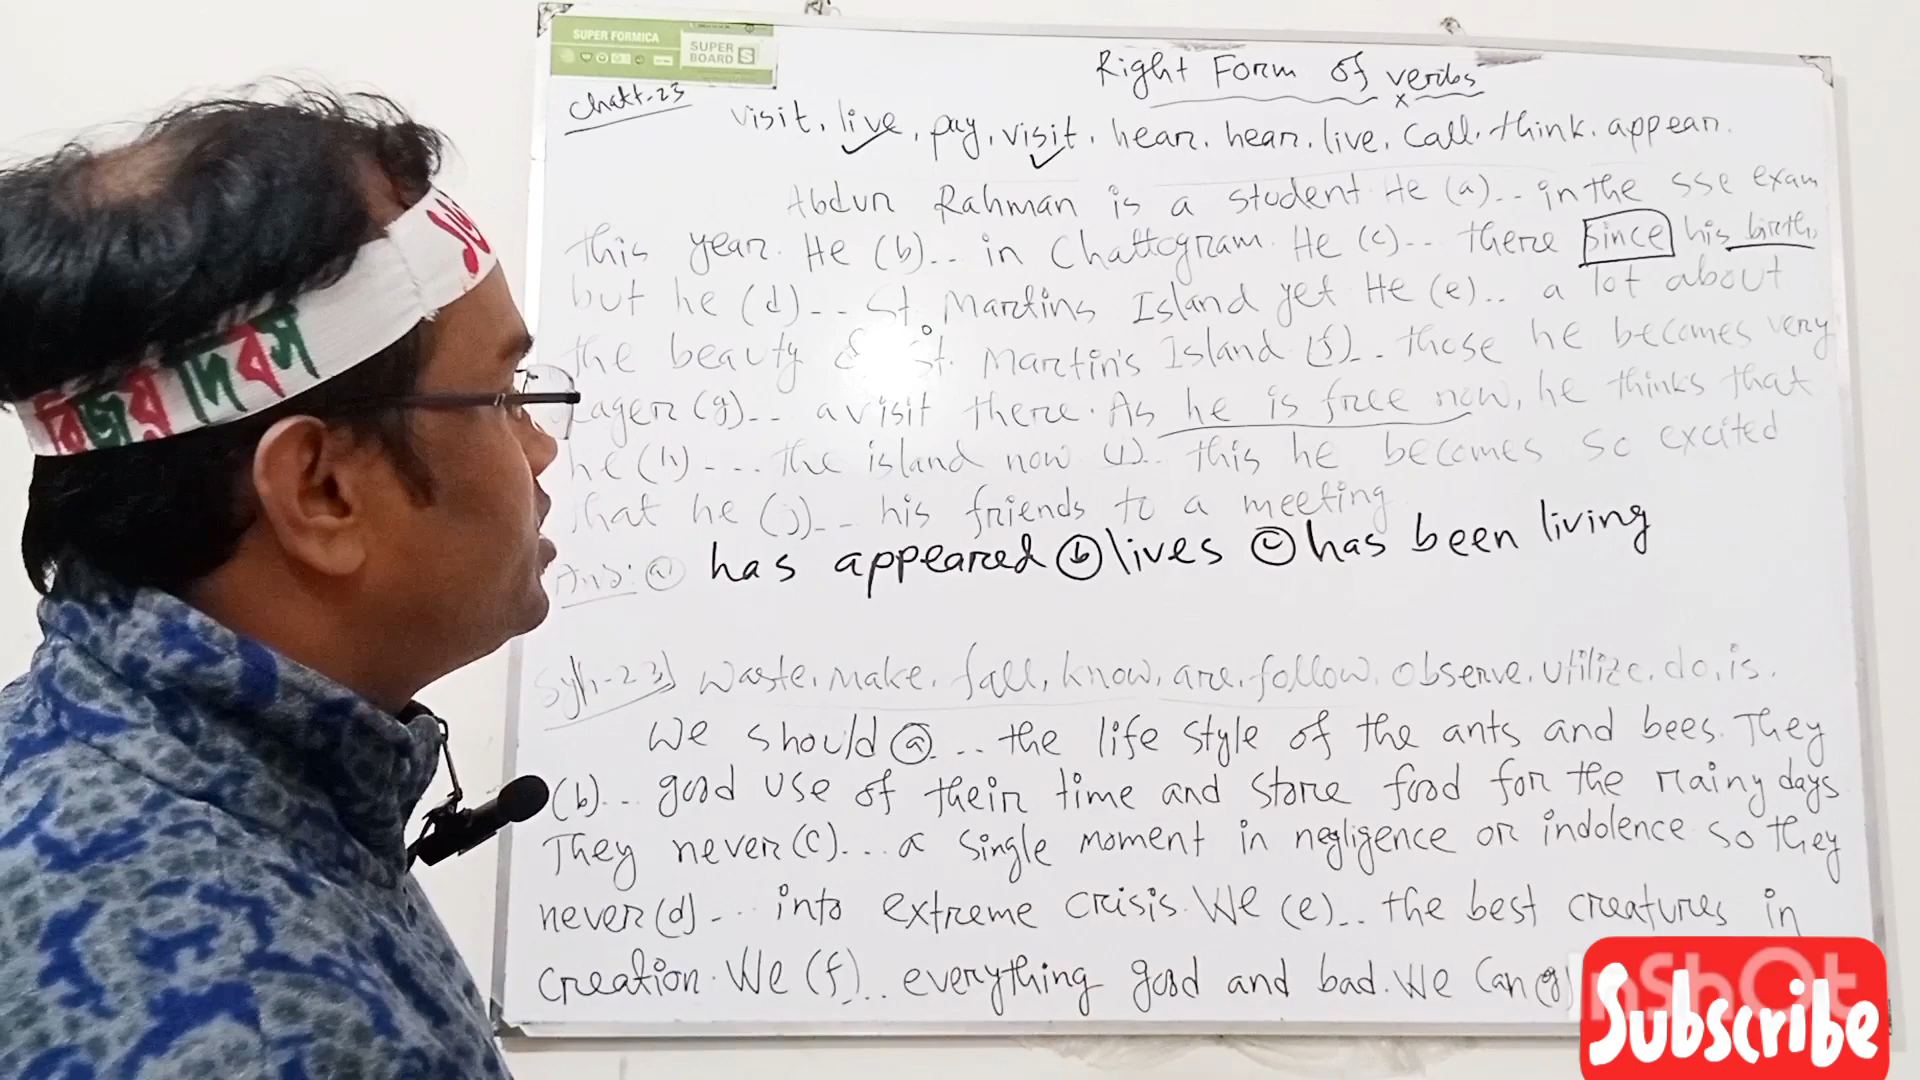 SUPER FORMICA
SUPER BOARD S
Right Form of verbs
Chatt-23
visit, live, pay, visit, hear, hear, live, call, think, appear.
Abdur Rahman is a student He (a)... in the SSC exam
this year. He (b)... in Chattogram. He (c)... there since his birth
but he (d)... St. Martins Island yet He (e)... a lot about
the beauty St. Martin's Island (f)... those he becomes very
eager (g)... a visit there. As he is free now, he thinks that
he (h)... the island now (i)... this he becomes so excited
that he (j)... his friends to a meeting
Ans: (a) has appeared (b) lives (c) has been living
Syl-23 waste, make, fall, know, are, follow, observe, utilize, do, is.
We should (a)... the life style of the ants and bees. They
(b)... good use of their time and store food for the rainy days
They never (c)... a single moment in negligence or indolence so they
never (d)... into extreme crisis. We (e)... the best creatures in
creation. We (f)... everything good and bad. We can (g)
বিজয় দিবস
InShOt
Subscribe